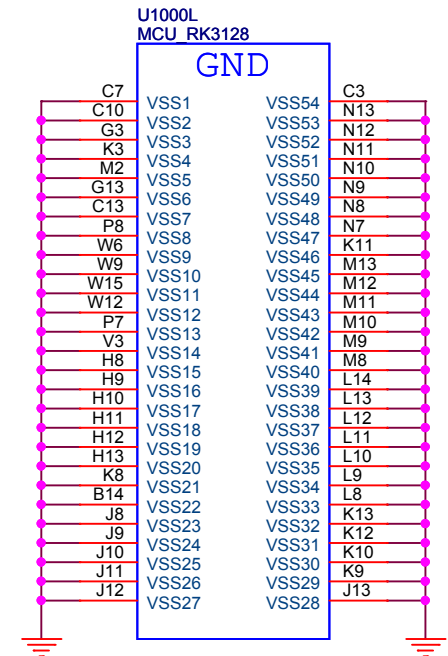 U1000L
MCU_RK3128
GND
C7 VSS1 VSS54 C3
C10 VSS2 VSS53 N13
G3 VSS3 VSS52 N12
K3 VSS4 VSS51 N11
M2 VSS5 VSS50 N10
G13 VSS6 VSS49 N9
C13 VSS7 VSS48 N8
P8 VSS8 VSS47 N7
W6 VSS9 VSS46 K11
W9 VSS10 VSS45 M13
W15 VSS11 VSS44 M12
W12 VSS12 VSS43 M11
P7 VSS13 VSS42 M10
V3 VSS14 VSS41 M9
H8 VSS15 VSS40 M8
H9 VSS16 VSS39 L14
H10 VSS17 VSS38 L13
H11 VSS18 VSS37 L12
H12 VSS19 VSS36 L11
H13 VSS20 VSS35 L10
K8 VSS21 VSS34 L9
B14 VSS22 VSS33 L8
J8 VSS23 VSS32 K13
J9 VSS24 VSS31 K12
J10 VSS25 VSS30 K10
J11 VSS26 VSS29 K9
J12 VSS27 VSS28 J13